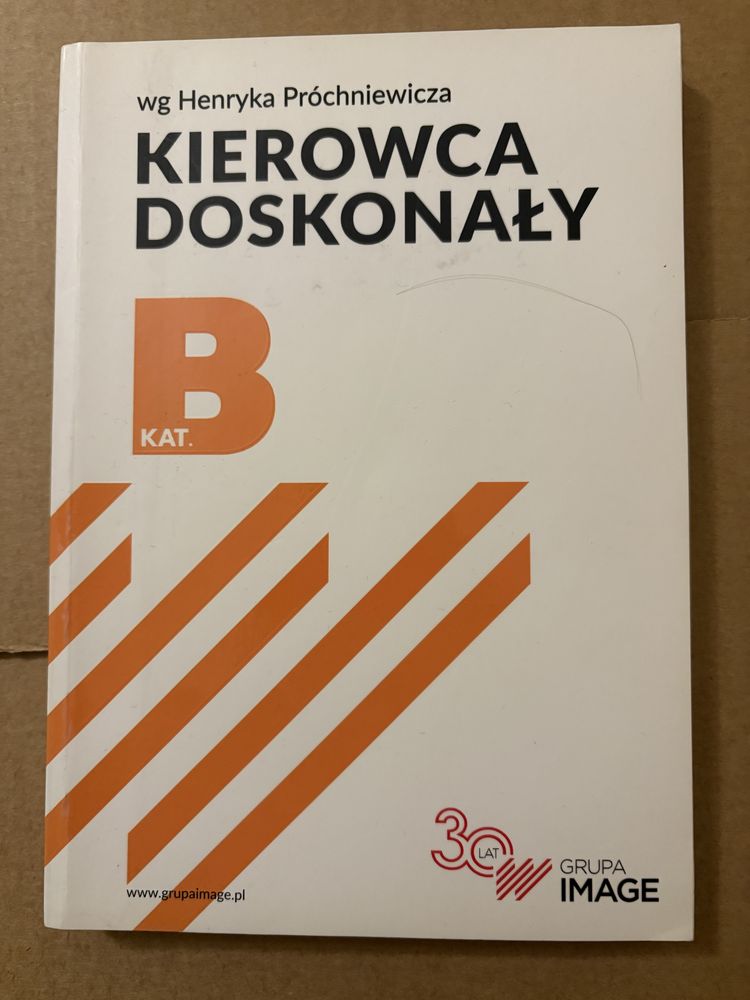 wg Henryka Próchniewicza
KIEROWCA
DOSKONAŁY
B
KAT.
30
LAT
GRUPA
IMAGE
www.grupaimage.pl